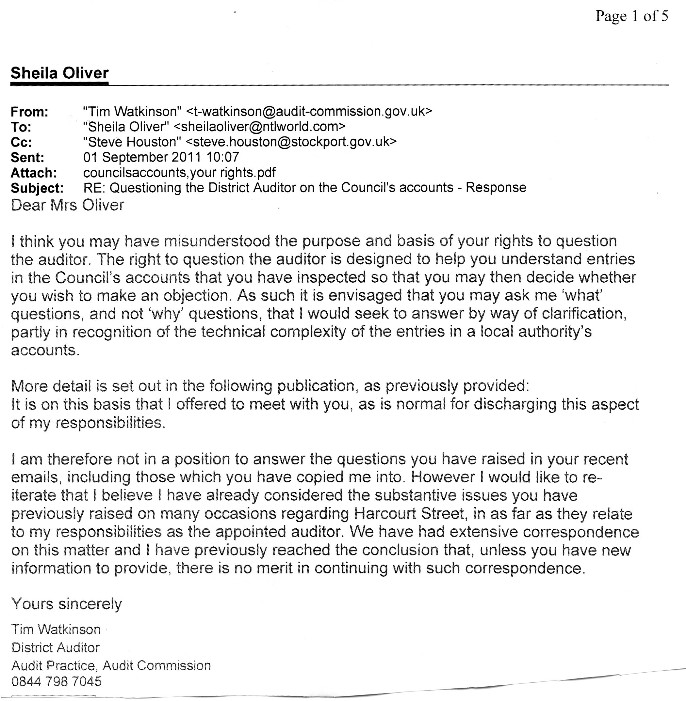 Page 1 of 5
Sheila Oliver
From: "Tim Watkinson" <t-watkinson@audit-commission.gov.uk>
To: "Sheila Oliver" <sheilaoliver@ntlworld.com>
Cc: "Steve Houston" <steve.houston@stockport.gov.uk>
Sent: 01 September 2011 10:07
Attach: councilsaccounts,your rights.pdf
Subject: RE: Questioning the District Auditor on the Council's accounts - Response
Dear Mrs Oliver
I think you may have misunderstood the purpose and basis of your rights to question
the auditor. The right to question the auditor is designed to help you understand entries
in the Council's accounts that you have inspected so that you may then decide whether
you wish to make an objection. As such it is envisaged that you may ask me 'what'
questions, and not 'why' questions, that I would seek to answer by way of clarification,
partly in recognition of the technical complexity of the entries in a local authority's
accounts.
More detail is set out in the following publication, as previously provided:
It is on this basis that I offered to meet with you, as is normal for discharging this aspect
of my responsibilities.
I am therefore not in a position to answer the questions you have raised in your recent
emails, including those which you have copied me into. However I would like to re-
iterate that I believe I have already considered the substantive issues you have
previously raised on many occasions regarding Harcourt Street, in as far as they relate
to my responsibilities as the appointed auditor. We have had extensive correspondence
on this matter and I have previously reached the conclusion that, unless you have new
information to provide, there is no merit in continuing with such correspondence.
Yours sincerely
Tim Watkinson
District Auditor
Audit Practice, Audit Commission
0844 798 7045